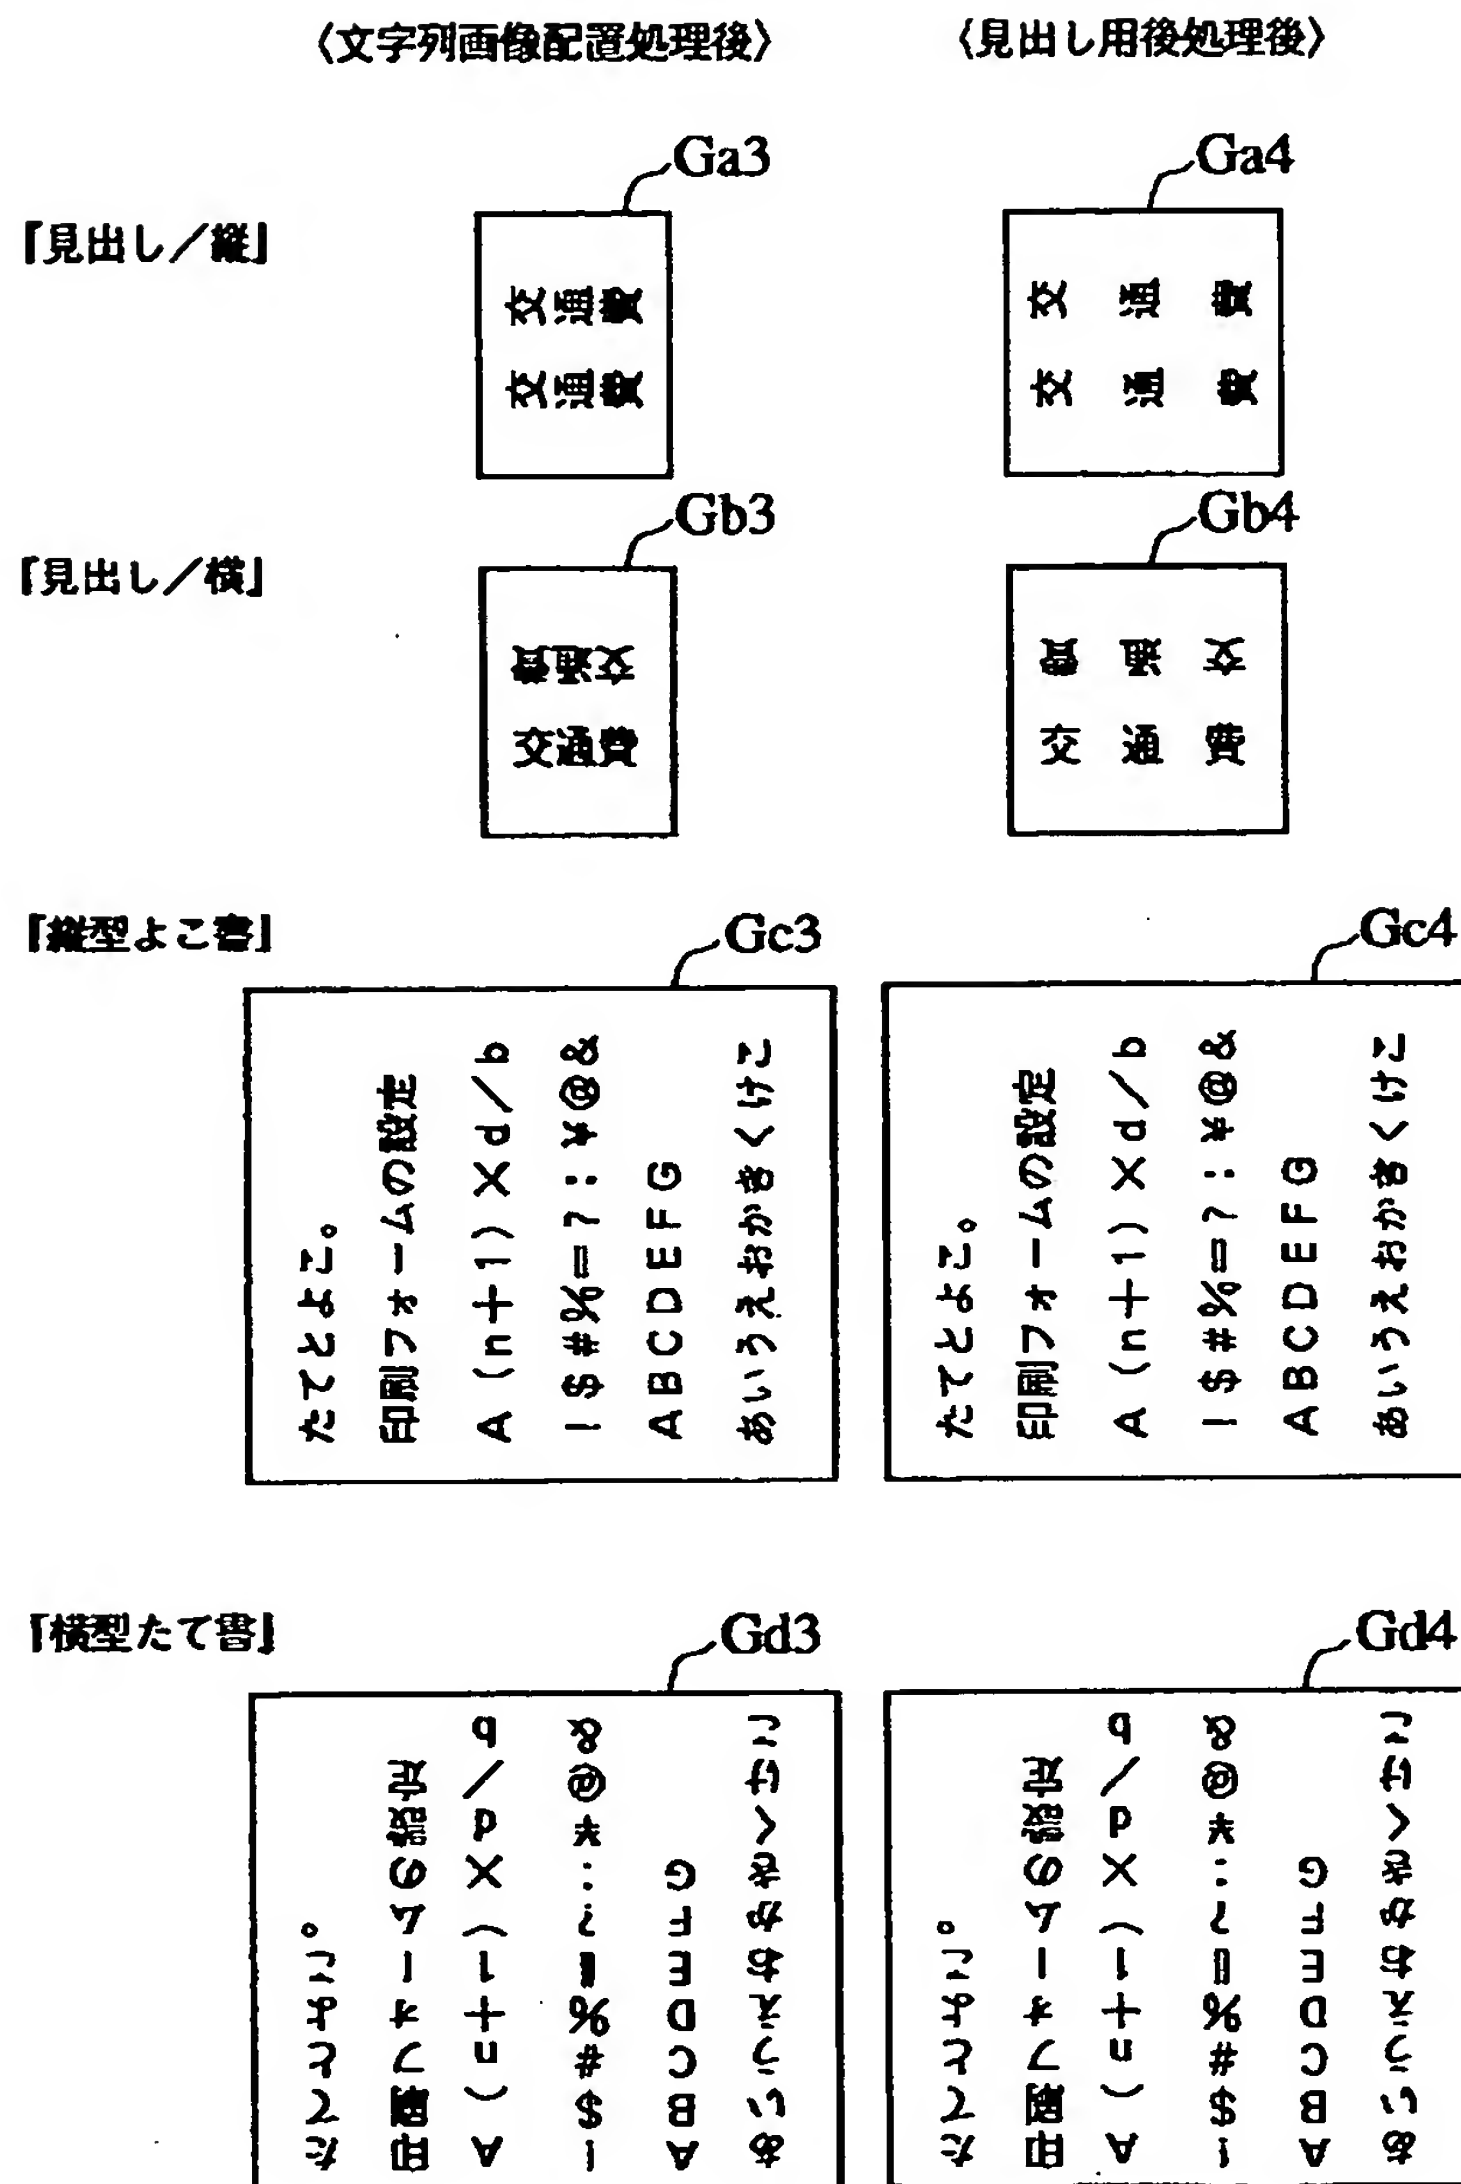 〈文字列画像配置処理後〉
〈見出し用後処理後〉
『見出し／縦』
Ga3
交通費
交通費
Ga4
交 通 費
交 通 費
『見出し／横』
Gb3
交通費
交通費
Gb4
交 通 費
交 通 費
『縦型よこ書』
Gc3
たてとよこ。
印刷フォームの設定
A（n＋1）×d／b
！＄＃％＝？：￥＠＆
ABCDEFG
あいうえおかきくけこ
Gc4
たてとよこ。
印刷フォームの設定
A（n＋1）×d／b
！＄＃％＝？：￥＠＆
ABCDEFG
あいうえおかきくけこ
『横型たて書』
Gd3
たてとよこ。
印刷フォームの設定
A（n＋1）×d／b
！＄＃％＝？：￥＠＆
ABCDEFG
あいうえおかきくけこ
Gd4
たてとよこ。
印刷フォームの設定
A（n＋1）×d／b
！＄＃％＝？：￥＠＆
ABCDEFG
あいうえおかきくけこ